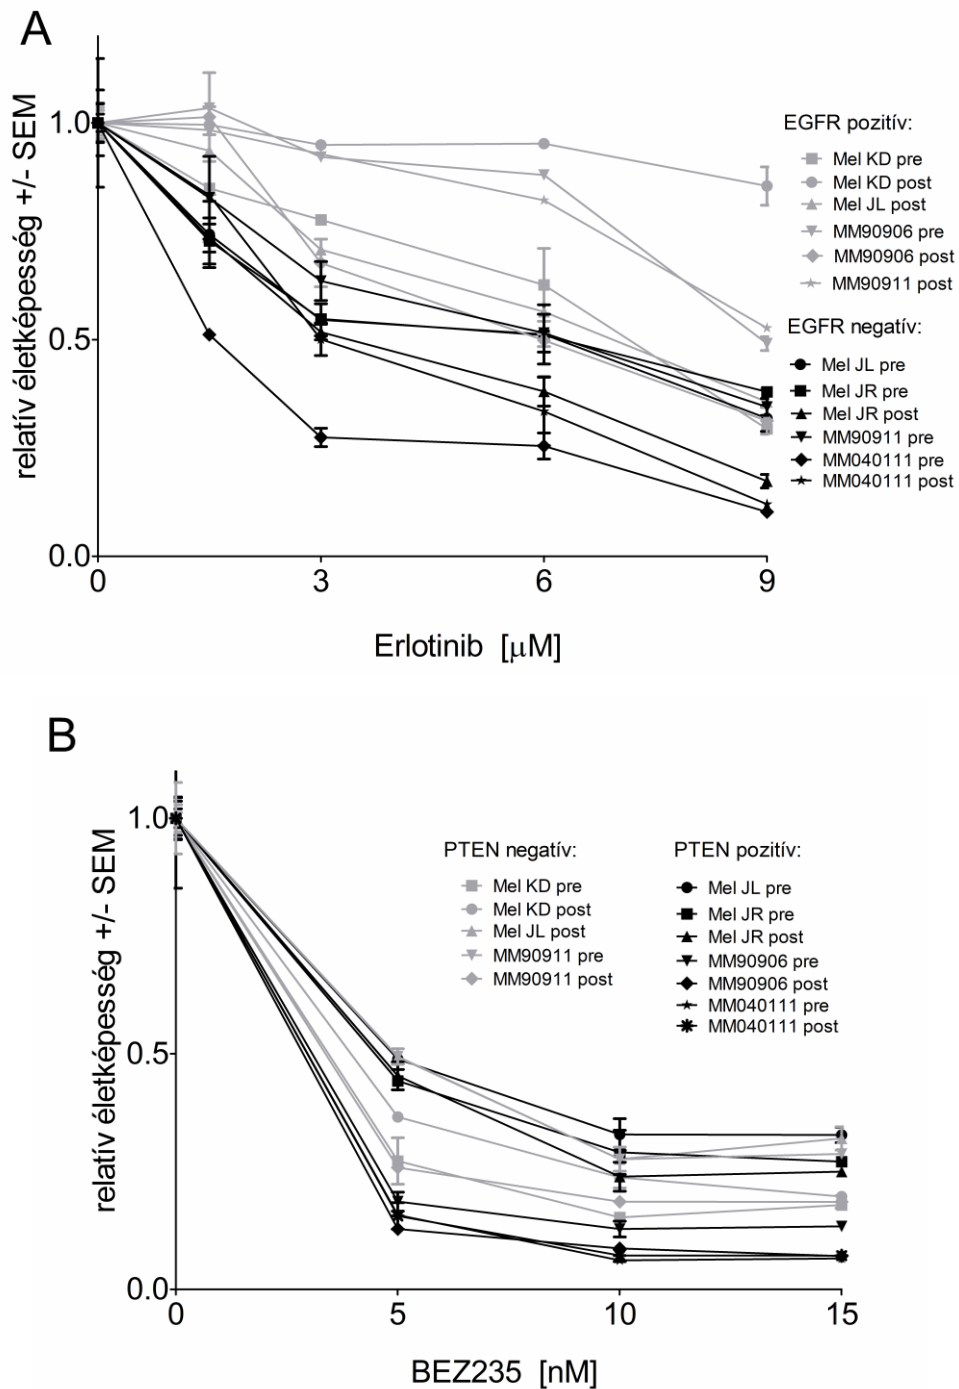 A
relatív életképesség +/- SEM
1.0
0.5
0.0
0
3
6
9
Erlotinib [μM]
EGFR pozitív:
Mel KD pre
Mel KD post
Mel JL post
MM90906 pre
MM90906 post
MM90911 post
EGFR negatív:
Mel JL pre
Mel JR pre
Mel JR post
MM90911 pre
MM040111 pre
MM040111 post
B
relatív életképesség +/- SEM
1.0
0.5
0.0
0
5
10
15
BEZ235 [nM]
PTEN negatív:
Mel KD pre
Mel KD post
Mel JL post
MM90911 pre
MM90911 post
PTEN pozitív:
Mel JL pre
Mel JR pre
Mel JR post
MM90906 pre
MM90906 post
MM040111 pre
MM040111 post